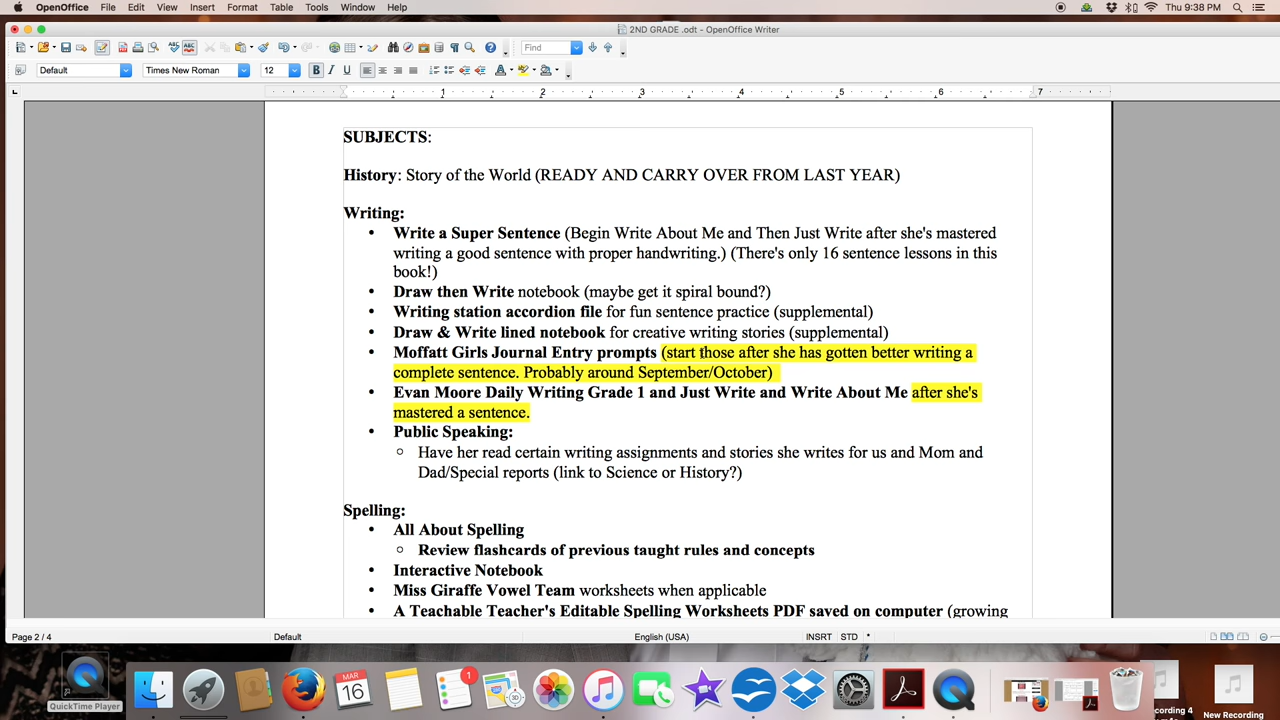 OpenOffice File Edit View Insert Format Table Tools Window Help
Thu 9:38 PM
2ND GRADE .odt - OpenOffice Writer
Find
Default Times New Roman 12
1 2 3 4 5 6 7
SUBJECTS:
History: Story of the World (READY AND CARRY OVER FROM LAST YEAR)
Writing:
• Write a Super Sentence (Begin Write About Me and Then Just Write after she's mastered
writing a good sentence with proper handwriting.) (There's only 16 sentence lessons in this
book!)
• Draw then Write notebook (maybe get it spiral bound?)
• Writing station accordion file for fun sentence practice (supplemental)
• Draw & Write lined notebook for creative writing stories (supplemental)
• Moffatt Girls Journal Entry prompts (start those after she has gotten better writing a
complete sentence. Probably around September/October)
• Evan Moore Daily Writing Grade 1 and Just Write and Write About Me after she's
mastered a sentence.
• Public Speaking:
○ Have her read certain writing assignments and stories she writes for us and Mom and
Dad/Special reports (link to Science or History?)
Spelling:
• All About Spelling
○ Review flashcards of previous taught rules and concepts
• Interactive Notebook
• Miss Giraffe Vowel Team worksheets when applicable
• A Teachable Teacher's Editable Spelling Worksheets PDF saved on computer (growing
Page 2 / 4 Default English (USA) INSRT STD *
MAR
16
1
QuickTime Player
ecording 4
New Recording